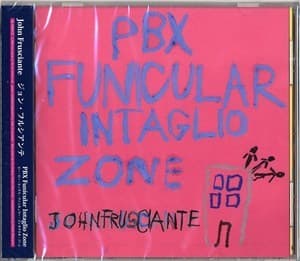 John Frusciante ジョン・フルシアンテ
PBX Funicular Intaglio Zone
PBX
FUNICULAR
INTAGLIO
ZONE
JOHNFRUSCIANTE